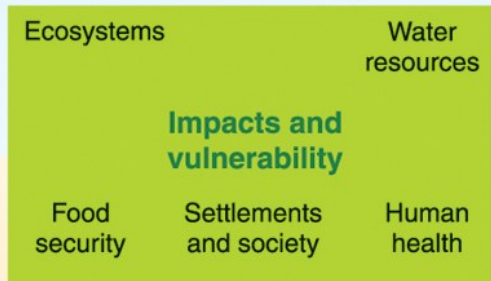 Ecosystems
Water
resources
Impacts and
vulnerability
Food
security
Settlements
and society
Human
health